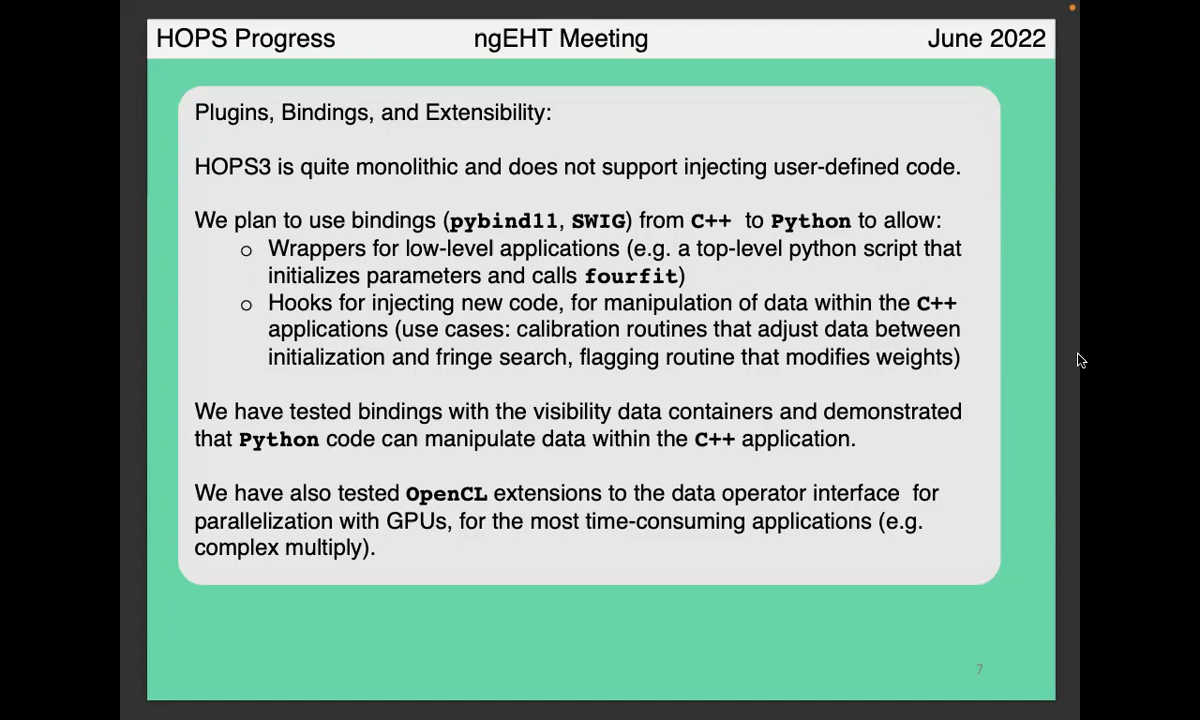 HOPS Progress ngEHT Meeting June 2022
Plugins, Bindings, and Extensibility:
HOPS3 is quite monolithic and does not support injecting user-defined code.
We plan to use bindings (pybind11, SWIG) from C++ to Python to allow:
o Wrappers for low-level applications (e.g. a top-level python script that
initializes parameters and calls fourfit)
o Hooks for injecting new code, for manipulation of data within the C++
applications (use cases: calibration routines that adjust data between
initialization and fringe search, flagging routine that modifies weights)
We have tested bindings with the visibility data containers and demonstrated
that Python code can manipulate data within the C++ application.
We have also tested OpenCL extensions to the data operator interface for
parallelization with GPUs, for the most time-consuming applications (e.g.
complex multiply).
7